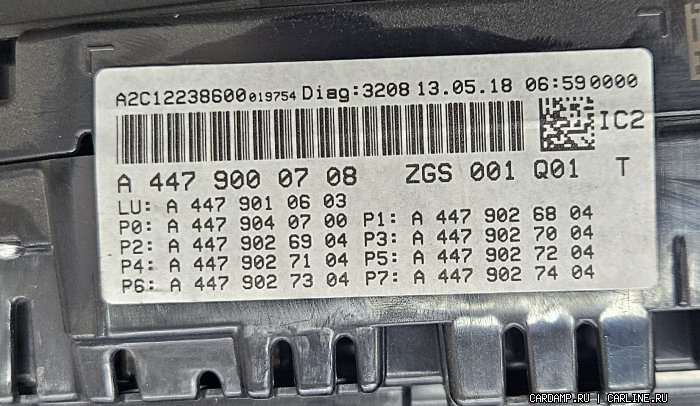 A2C12238600019754 Diag:3208 13.05.18 06:590000
IC2
A 447 900 07 08 ZGS 001 Q01 T
LU: A 447 901 06 03
P0: A 447 904 07 00 P1: A 447 902 68 04
P2: A 447 902 69 04 P3: A 447 902 70 04
P4: A 447 902 71 04 P5: A 447 902 72 04
P6: A 447 902 73 04 P7: A 447 902 74 04
CARDAMP.RU | CARLINE.RU